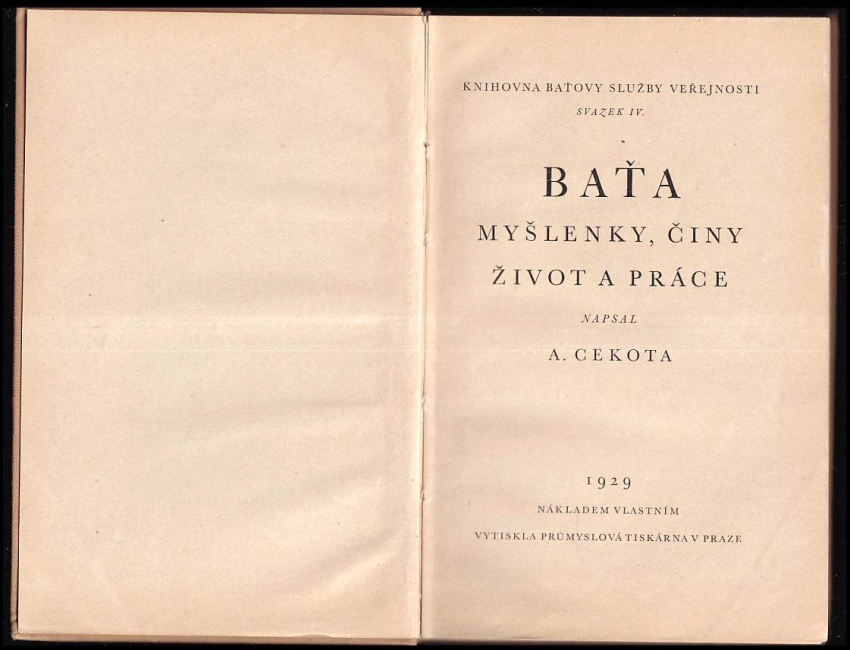 KNIHOVNA BAŤOVY SLUŽBY VEŘEJNOSTI
SVAZEK IV.
BAŤA
MYŠLENKY, ČINY
ŽIVOT A PRÁCE
NAPSAL
A. CEKOTA
1929
NÁKLADEM VLASTNÍM
VYTISKLA PRŮMYSLOVÁ TISKÁRNA V PRAZE